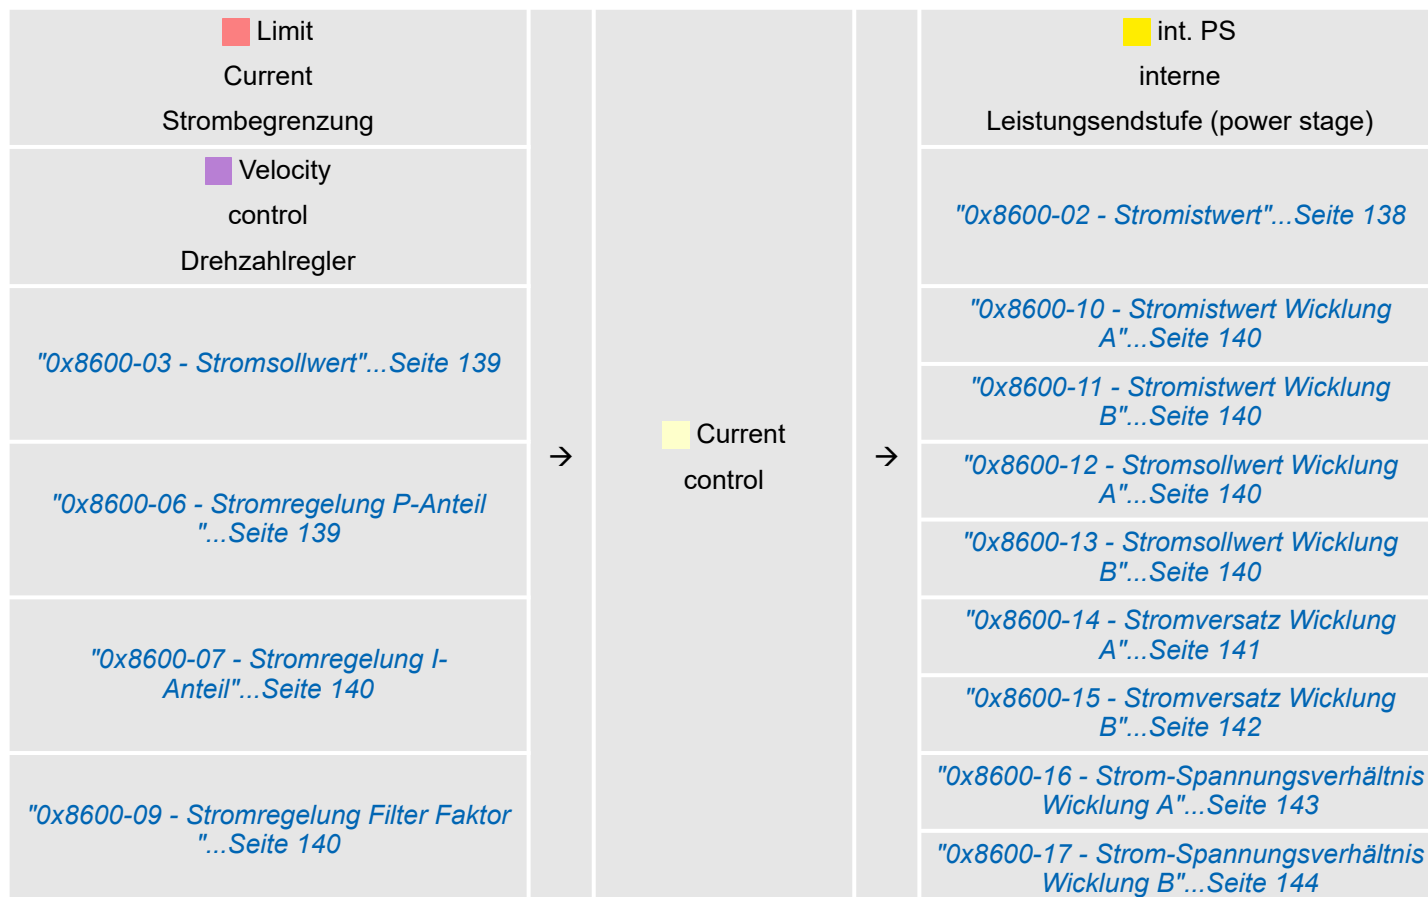 Limit
Current
Strombegrenzung
Velocity
control
Drehzahlregler
"0x8600-03 - Stromsollwert"...Seite 139
"0x8600-06 - Stromregelung P-Anteil
"...Seite 139
"0x8600-07 - Stromregelung I-
Anteil"...Seite 140
"0x8600-09 - Stromregelung Filter Faktor
"...Seite 140
→
Current
control
→
int. PS
interne
Leistungsendstufe (power stage)
"0x8600-02 - Stromistwert"...Seite 138
"0x8600-10 - Stromistwert Wicklung
A"...Seite 140
"0x8600-11 - Stromistwert Wicklung
B"...Seite 140
"0x8600-12 - Stromsollwert Wicklung
A"...Seite 140
"0x8600-13 - Stromsollwert Wicklung
B"...Seite 140
"0x8600-14 - Stromversatz Wicklung
A"...Seite 141
"0x8600-15 - Stromversatz Wicklung
B"...Seite 142
"0x8600-16 - Strom-Spannungsverhältnis
Wicklung A"...Seite 143
"0x8600-17 - Strom-Spannungsverhältnis
Wicklung B"...Seite 144